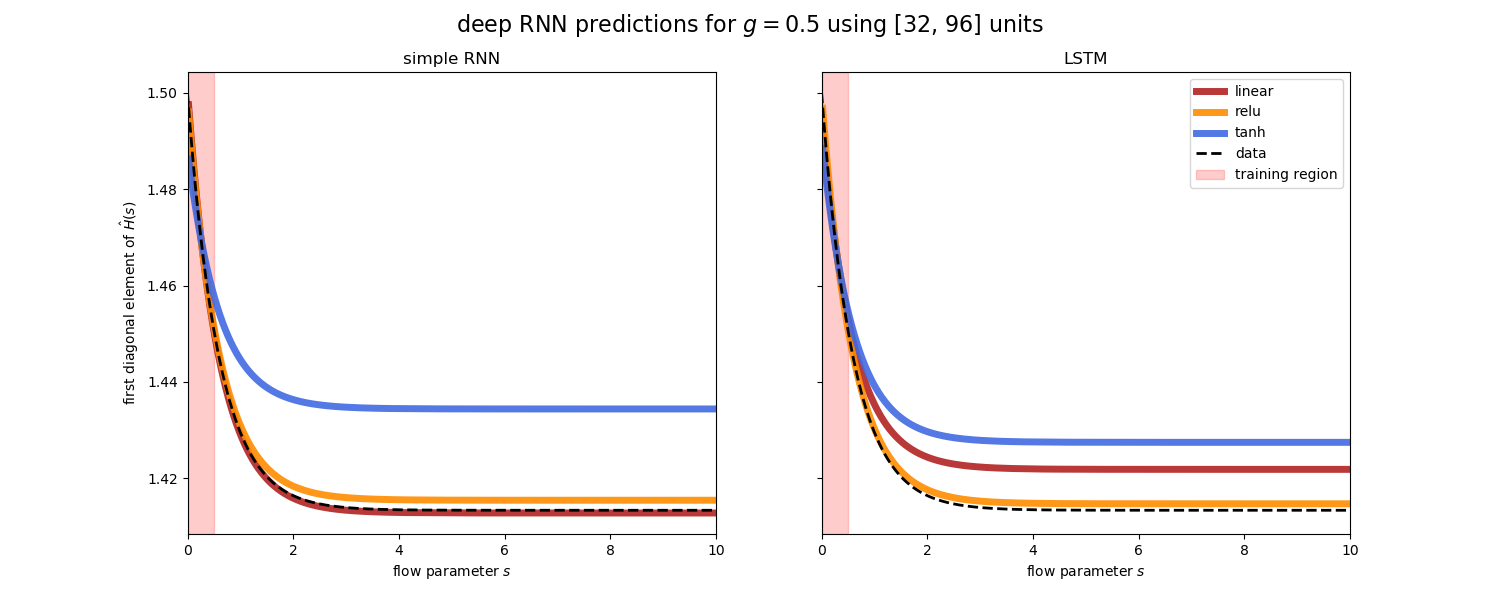 deep RNN predictions for g = 0.5 using [32, 96] units
simple RNN
LSTM
first diagonal element of Ĥ(s)
1.50
1.48
1.46
1.44
1.42
0 2 4 6 8 10
flow parameter s
linear
relu
tanh
data
training region
0 2 4 6 8 10
flow parameter s